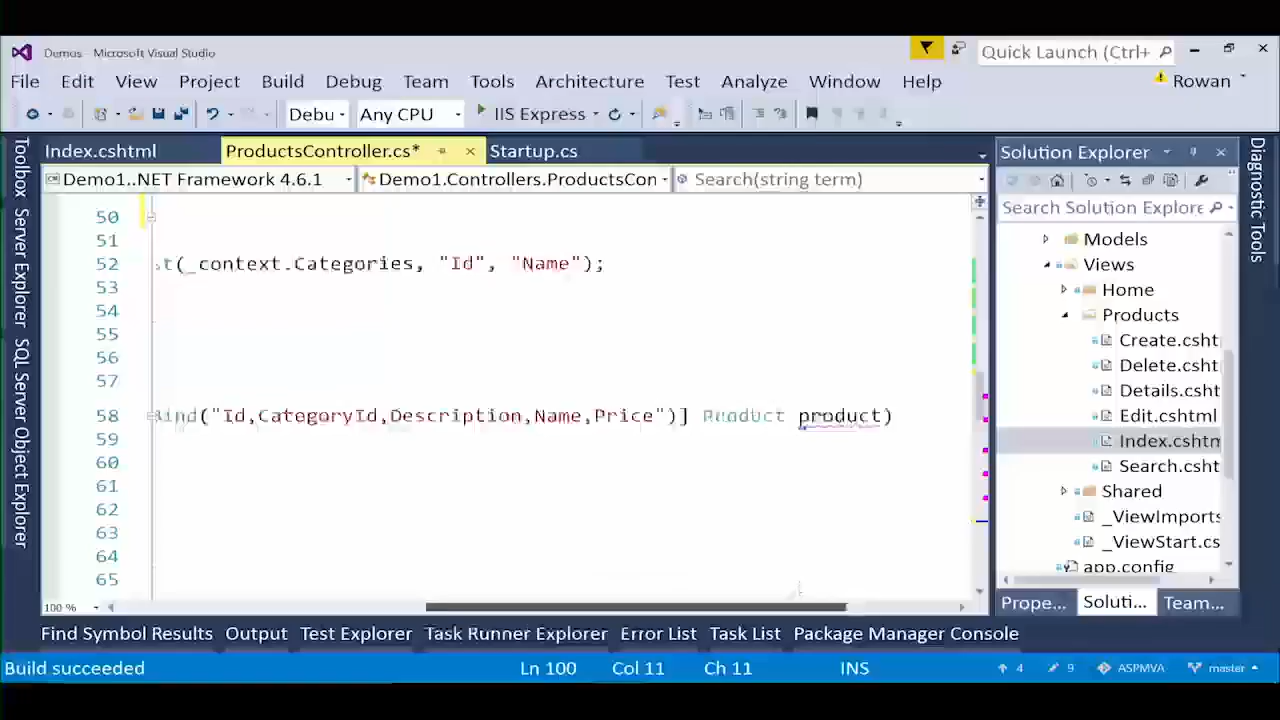 Demos - Microsoft Visual Studio
Quick Launch (Ctrl+
File Edit View Project Build Debug Team Tools Architecture Test Analyze Window Help
Rowan
Debu Any CPU IIS Express
Toolbox
Server Explorer
SQL Server Object Explorer
Index.cshtml ProductsController.cs* Startup.cs
Demo1..NET Framework 4.6.1 Demo1.Controllers.ProductsCon Search(string term)
50
51
52 st(_context.Categories, "Id", "Name");
53
54
55
56
57
58 Bind("Id,CategoryId,Description,Name,Price")] Product product)
59
60
61
62
63
64
65
100 %
Solution Explorer
Search Solution Explore
Models
Views
Home
Products
Create.csht
Delete.csht
Details.csht
Edit.cshtml
Index.cshtm
Search.csht
Shared
_ViewImports
_ViewStart.cs
app.config
Prope... Soluti... Team...
Diagnostic Tools
Find Symbol Results Output Test Explorer Task Runner Explorer Error List Task List Package Manager Console
Build succeeded Ln 100 Col 11 Ch 11 INS 4 9 ASPMVA master